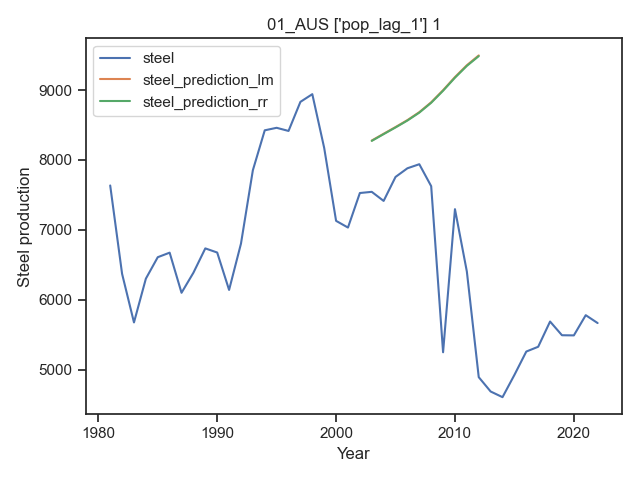 01_AUS ['pop_lag_1'] 1
steel
steel_prediction_lm
steel_prediction_rr
9000
8000
7000
6000
5000
Steel production
1980
1990
2000
2010
2020
Year